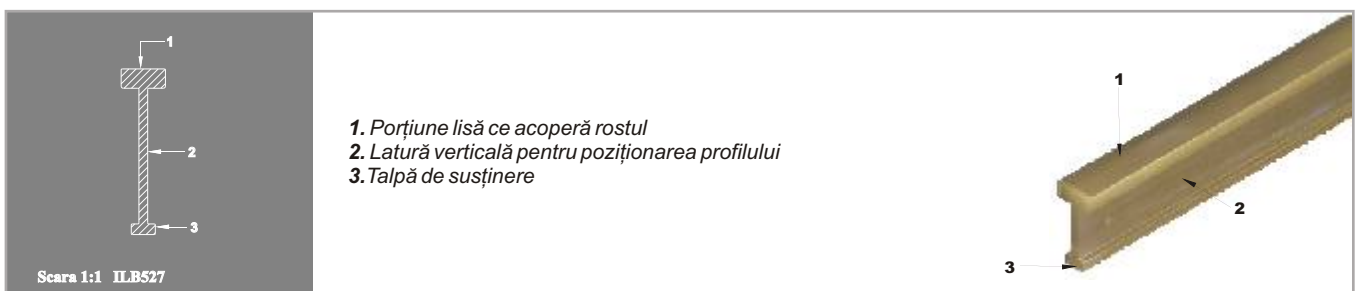 1
2
3
Scara 1:1 ILB527
1. Porțiune lisă ce acoperă rostul
2. Latură verticală pentru poziționarea profilului
3.Talpă de susținere
1
2
3